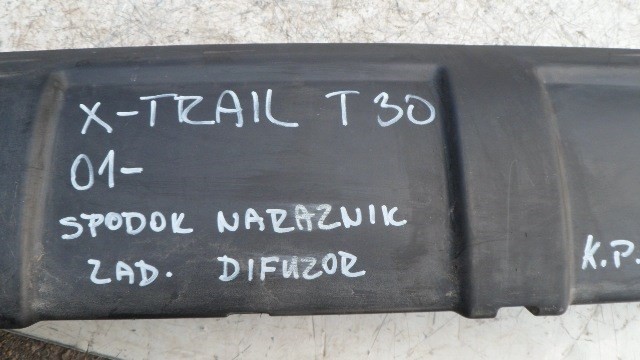 X-TRAIL T30
01-
SPODOK NARAZNIK
ZAD. DIFUZOR
K.P.